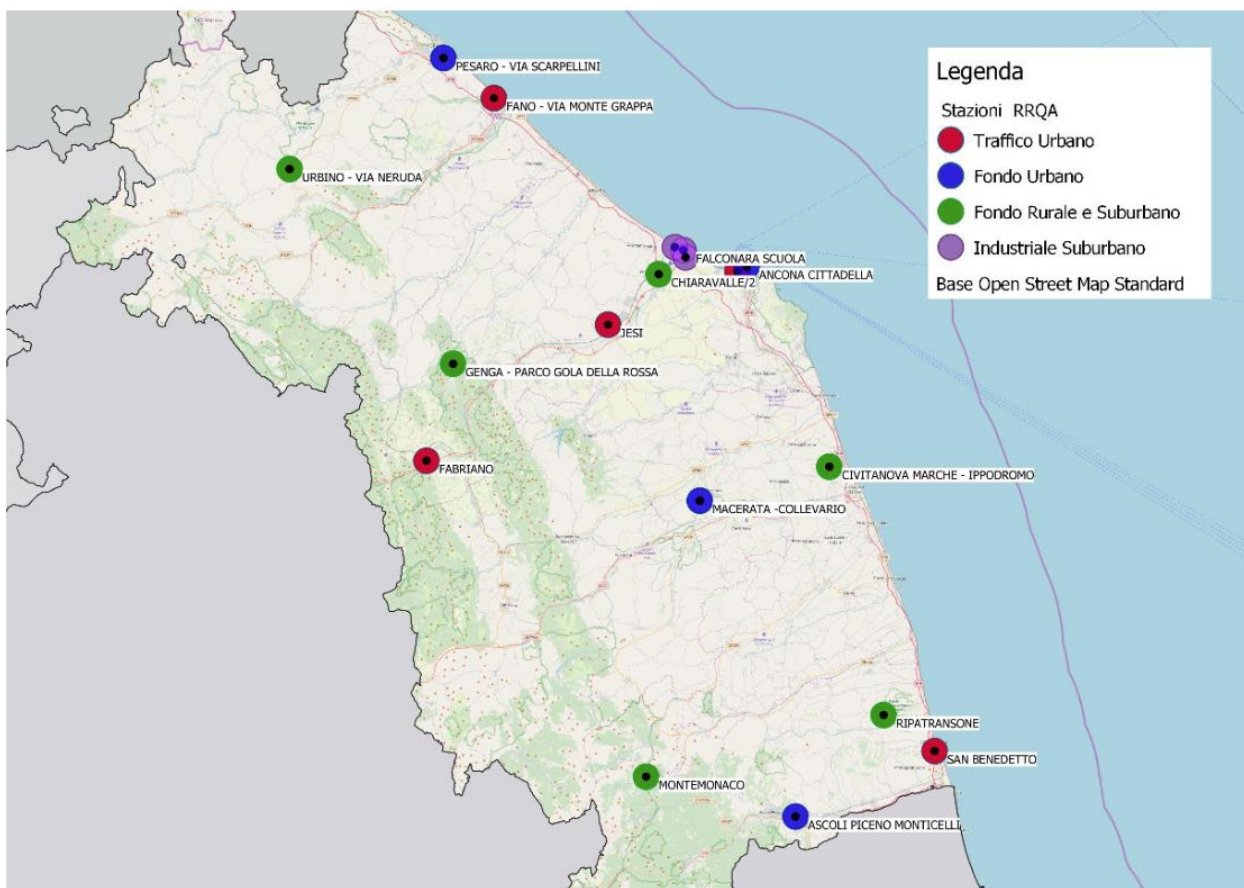 PESARO - VIA SCARPELLINI
FANO - VIA MONTE GRAPPA
Legenda
Stazioni RRQA
Traffico Urbano
Fondo Urbano
Fondo Rurale e Suburbano
Industriale Suburbano
Base Open Street Map Standard
URBINO - VIA NERUDA
FALCONARA SCUOLA
CHIARAVALLE/2
ANCONA CITTADELLA
JESI
GENGA - PARCO GOLA DELLA ROSSA
FABRIANO
CIVITANOVA MARCHE - IPPODROMO
MACERATA -COLLEVARIO
RIPATRANSONE
SAN BENEDETTO
MONTEMONACO
ASCOLI PICENO MONTICELLI